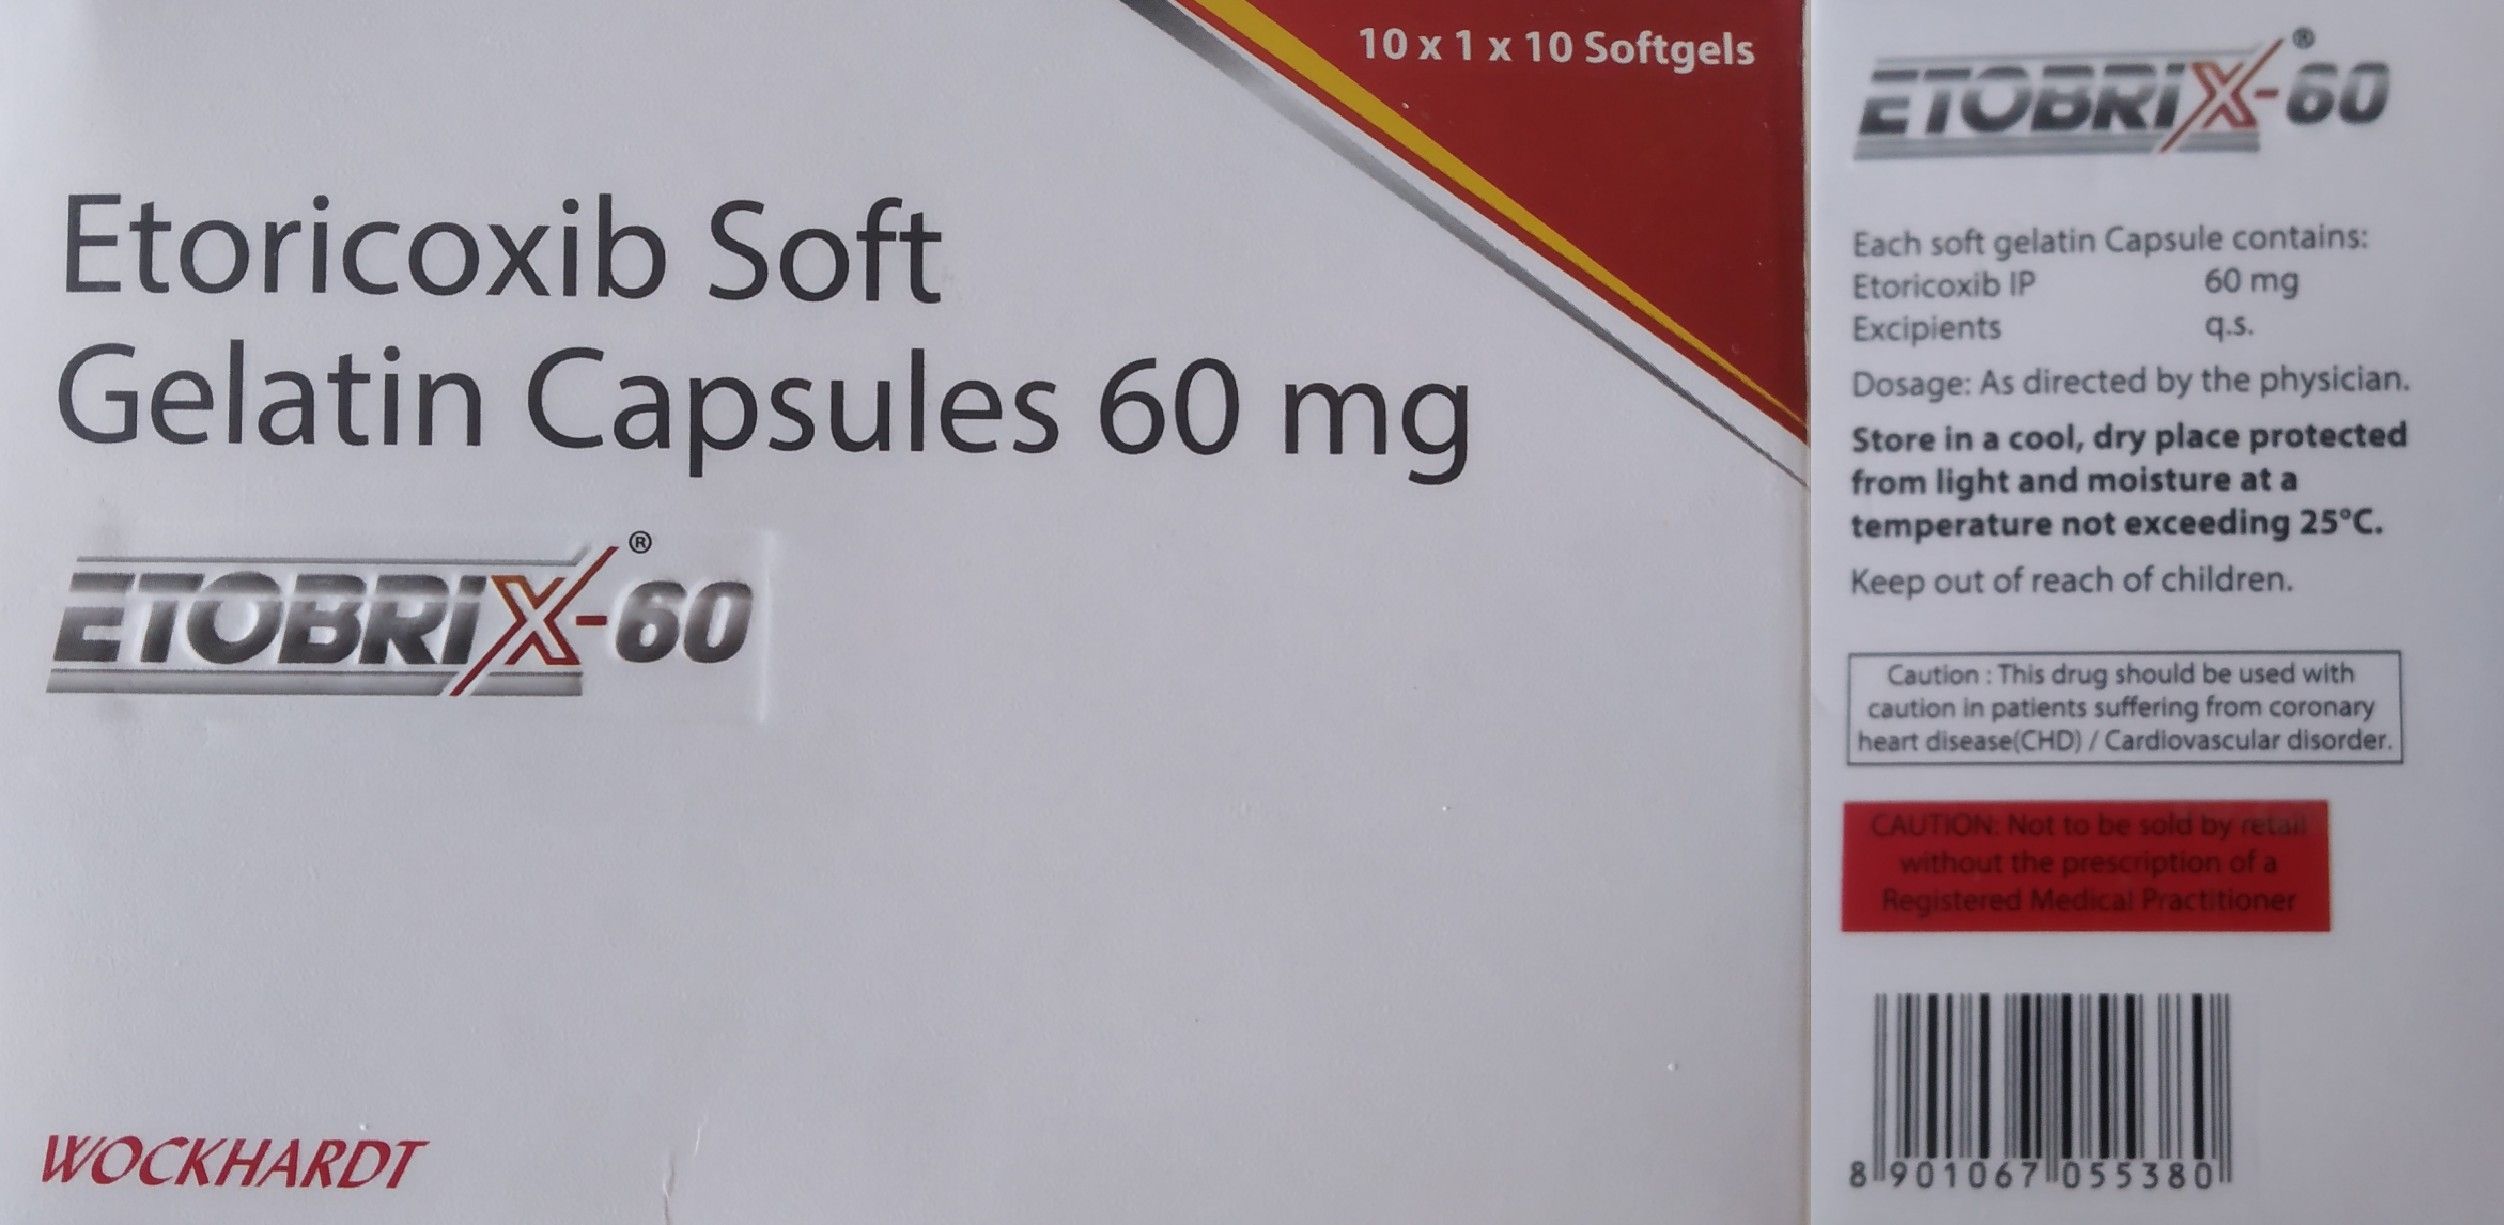 10 x 1 x 10 Softgels
Etoricoxib Soft
Gelatin Capsules 60 mg
ETOBRIX-60®
WOCKHARDT
ETOBRIX-60®
Each soft gelatin Capsule contains:
Etoricoxib IP 60 mg
Excipients q.s.
Dosage: As directed by the physician.
Store in a cool, dry place protected
from light and moisture at a
temperature not exceeding 25°C.
Keep out of reach of children.
Caution : This drug should be used with
caution in patients suffering from coronary
heart disease(CHD) / Cardiovascular disorder.
CAUTION: Not to be sold by retail
without the prescription of a
Registered Medical Practitioner
8 901067 055380